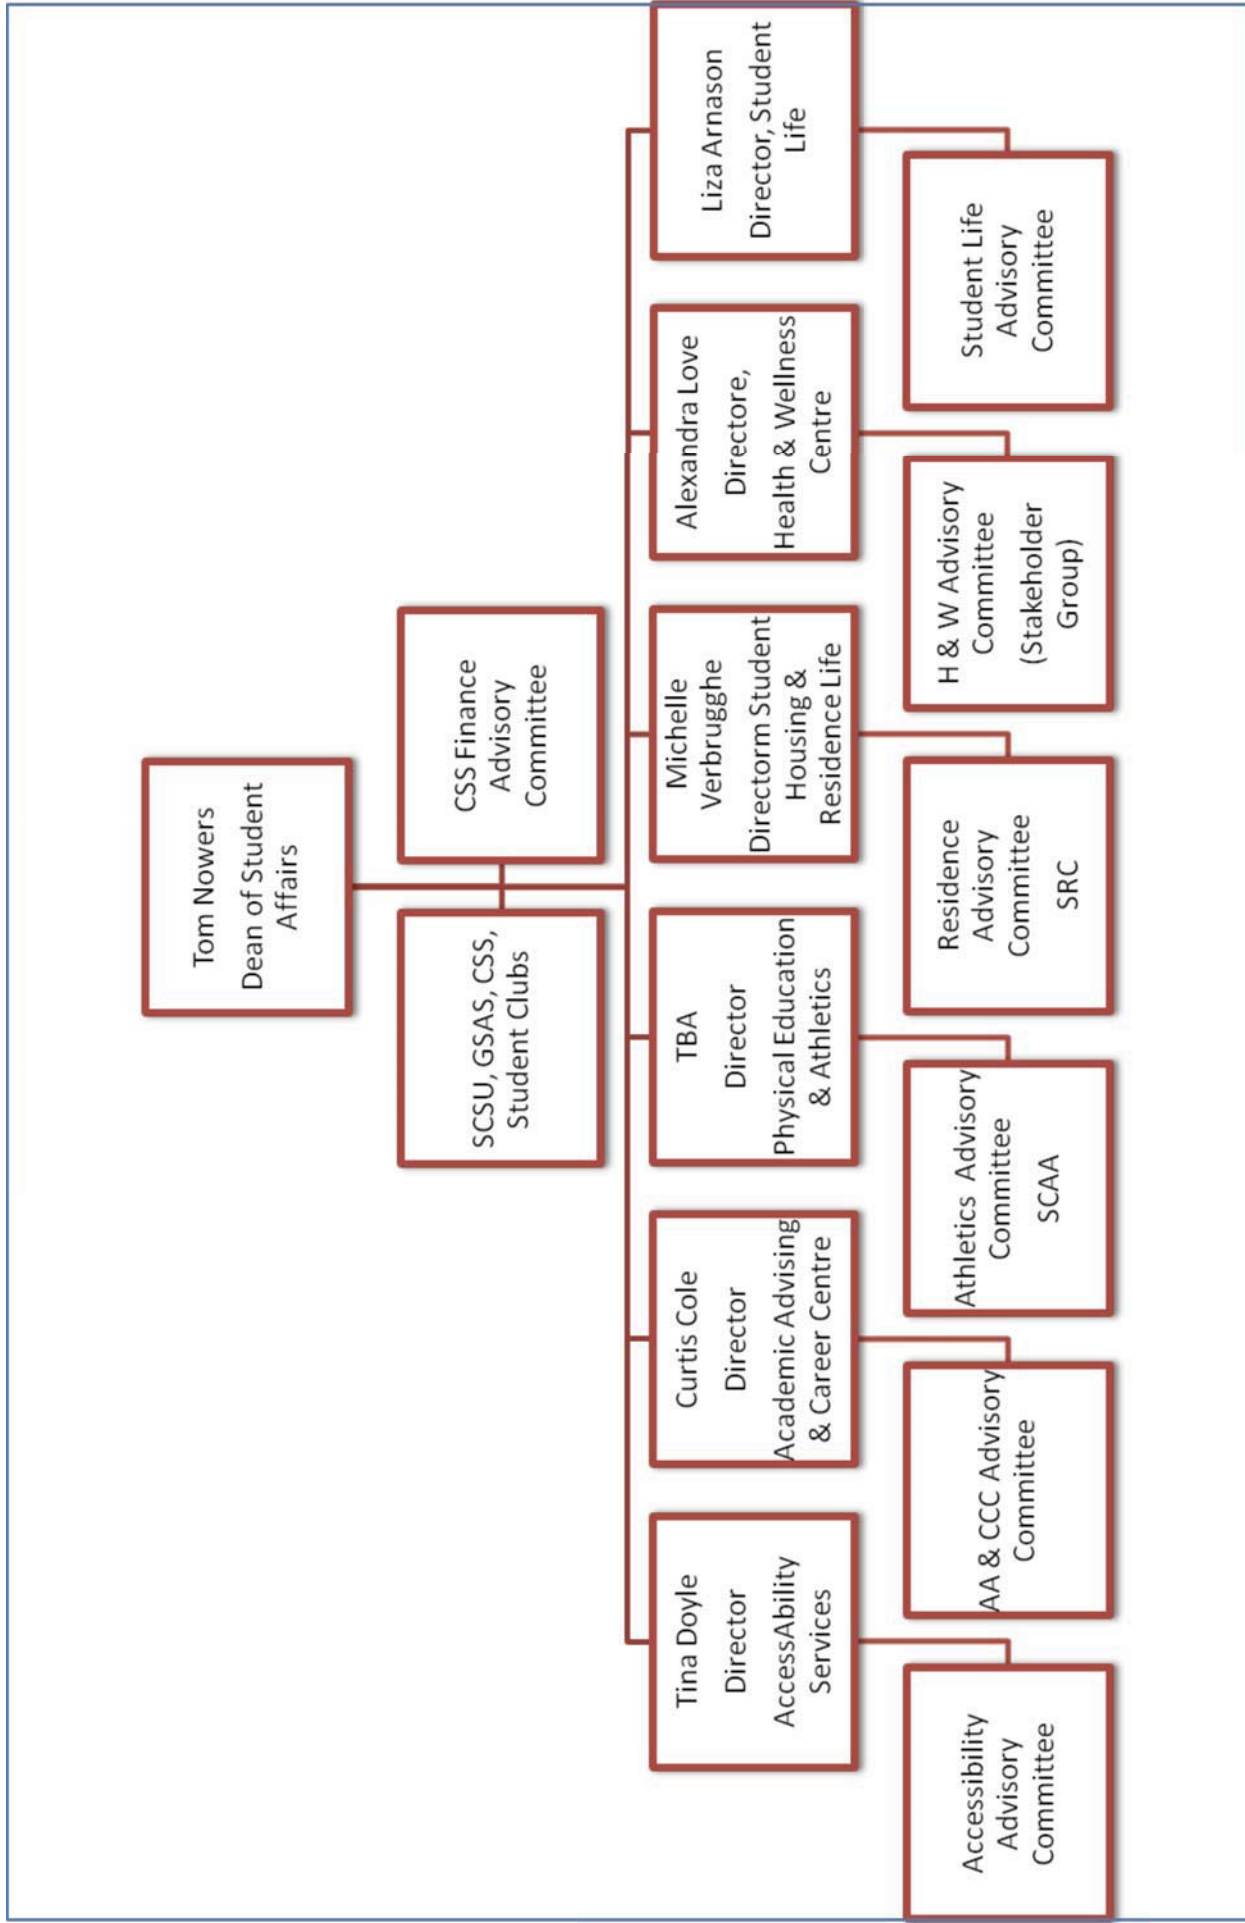 Tom Nowers
Dean of Student
Affairs
SCSU, GSAS, CSS,
Student Clubs
CSS Finance
Advisory
Committee
Tina Doyle
Director
AccessAbility
Services
Curtis Cole
Director
Academic Advising
& Career Centre
TBA
Director
Physical Education
& Athletics
Michelle
Verbrugghe
Directorm Student
Housing &
Residence Life
Alexandra Love
Directore,
Health & Wellness
Centre
Liza Arnason
Director, Student
Life
Accessibility
Advisory
Committee
AA & CCC Advisory
Committee
Athletics  Advisory
Committee
SCAA
Residence
Advisory
Committee
SRC
H & W Advisory
Committee
(Stakeholder
Group)
Student Life
Advisory
Committee